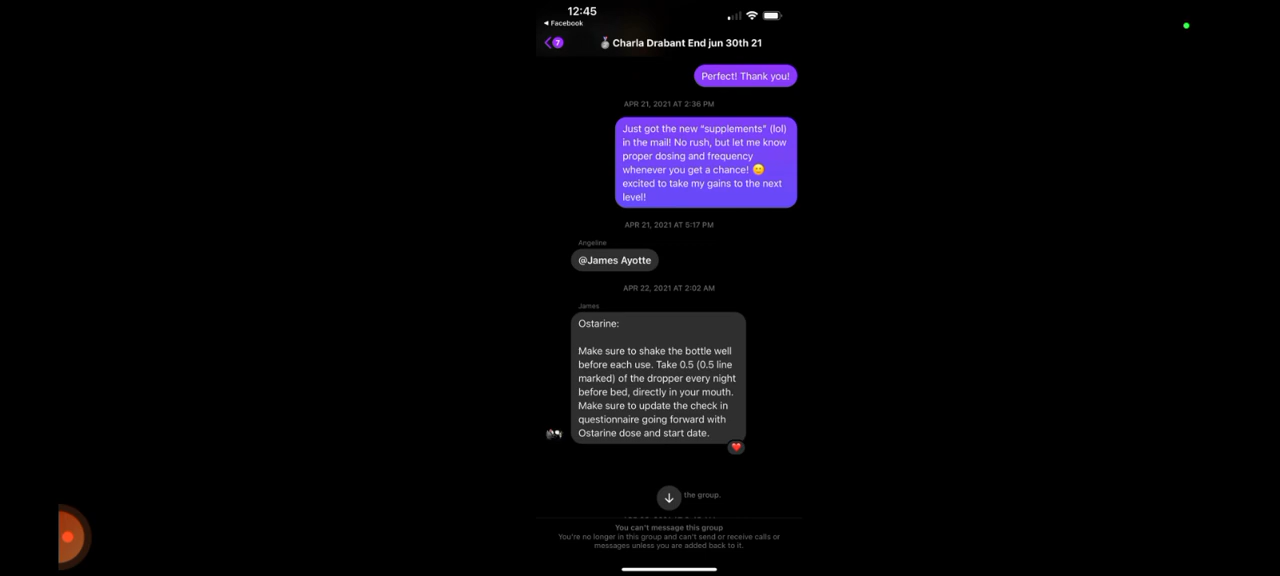 12:45
◄ Facebook
7
Charla Drabant End jun 30th 21
Perfect! Thank you!
APR 21, 2021 AT 2:36 PM
Just got the new "supplements" (lol)
in the mail! No rush, but let me know
proper dosing and frequency
whenever you get a chance! 🙂
excited to take my gains to the next
level!
APR 21, 2021 AT 5:17 PM
Angeline
@James Ayotte
APR 22, 2021 AT 2:02 AM
James
Ostarine:
Make sure to shake the bottle well
before each use. Take 0.5 (0.5 line
marked) of the dropper every night
before bed, directly in your mouth.
Make sure to update the check in
questionnaire going forward with
Ostarine dose and start date.
the group.
You can't message this group
You're no longer in this group and can't send or receive calls or
messages unless you are added back to it.